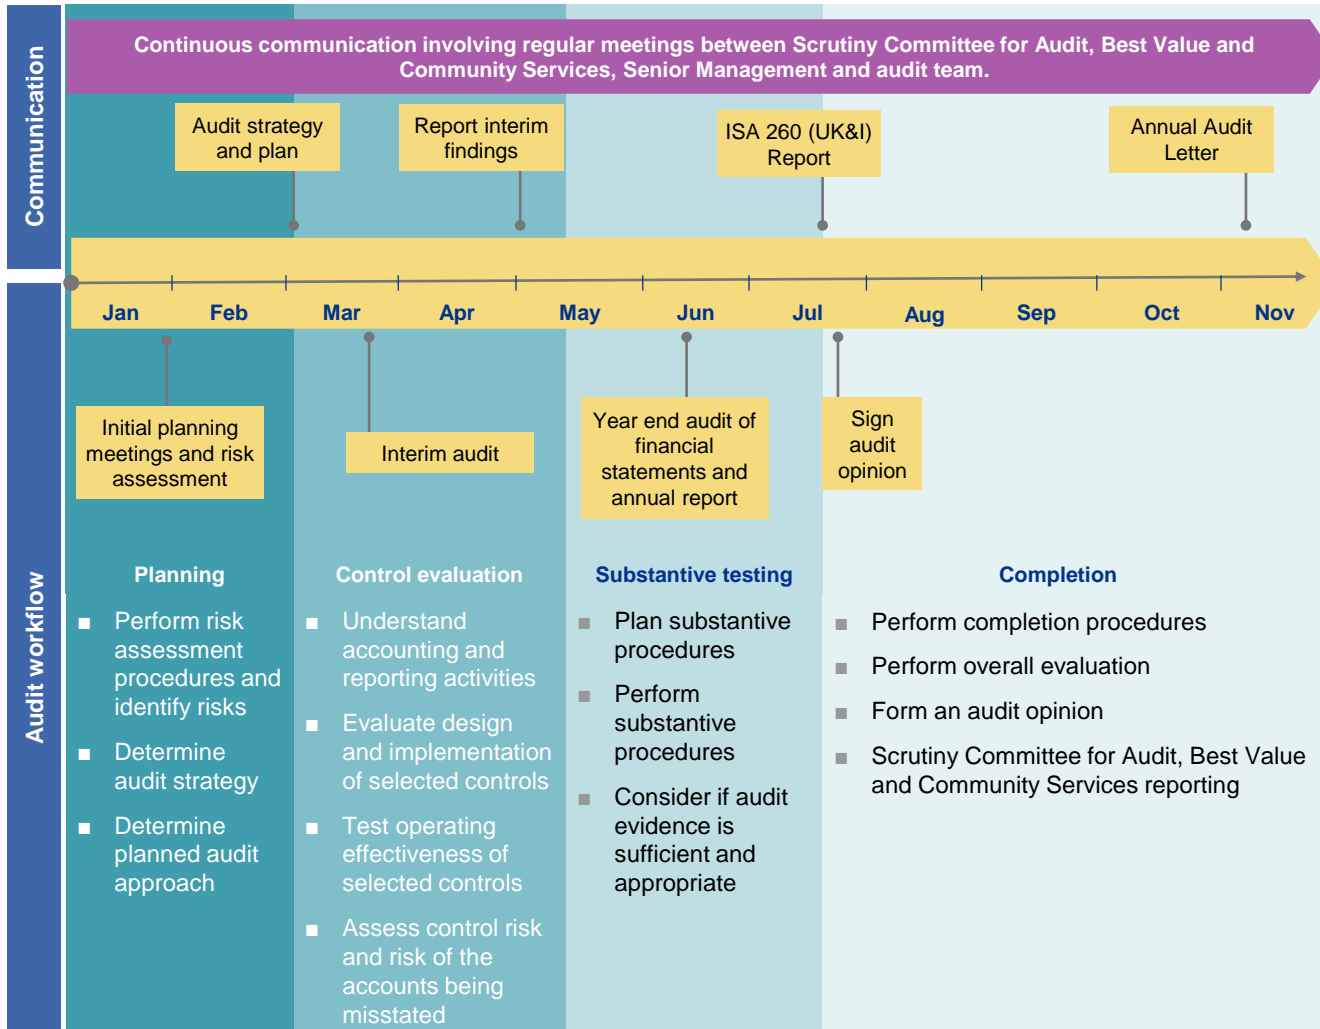 Communication
Continuous communication involving regular meetings between Scrutiny Committee for Audit, Best Value and
Community Services, Senior Management and audit team.
Audit strategy
and plan
Report interim
findings
ISA 260 (UK&I)
Report
Annual Audit
Letter
Jan
Feb
Mar
Apr
May
Jun
Jul
Aug
Sep
Oct
Nov
Audit workflow
Initial planning
meetings and risk
assessment
Interim audit
Year end audit of
financial
statements and
annual report
Sign
audit
opinion
Planning
■ Perform risk
assessment
procedures and
identify risks
■ Determine
audit strategy
■ Determine
planned audit
approach
Control evaluation
■ Understand
accounting and
reporting activities
■ Evaluate design
and implementation
of selected controls
■ Test operating
effectiveness of
selected controls
■ Assess control risk
and risk of the
accounts being
misstated
Substantive testing
■ Plan substantive
procedures
■ Perform
substantive
procedures
■ Consider if audit
evidence is
sufficient and
appropriate
Completion
■ Perform completion procedures
■ Perform overall evaluation
■ Form an audit opinion
■ Scrutiny Committee for Audit, Best Value
and Community Services reporting